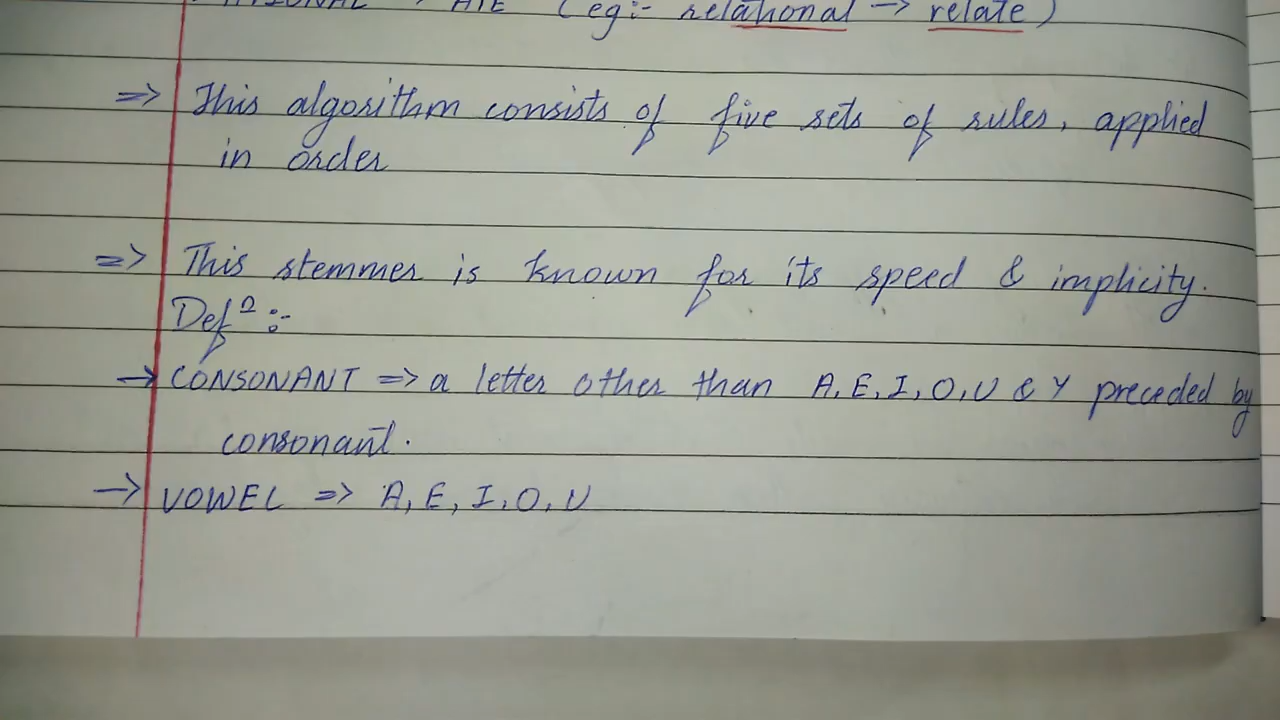 ATE (eg:- relational → relate)
=> This algorithm consists of five sets of rules, applied
in order
=> This stemmer is known for its speed & implicity.
Defⁿ :-
→ CONSONANT => a letter other than A, E, I, O, U & Y preceded by
consonant.
→ VOWEL => A, E, I, O, U